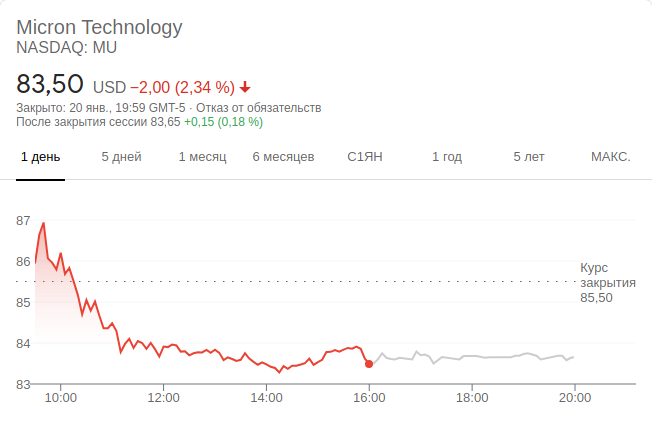 Micron Technology
NASDAQ: MU
83,50 USD −2,00 (2,34 %)
Закрыто: 20 янв., 19:59 GMT-5 · Отказ от обязательств
После закрытия сессии 83,65 +0,15 (0,18 %)
1 день 5 дней 1 месяц 6 месяцев С1ЯН 1 год 5 лет МАКС.
87
86
85
84
83
Курс
закрытия
85,50
10:00 12:00 14:00 16:00 18:00 20:00